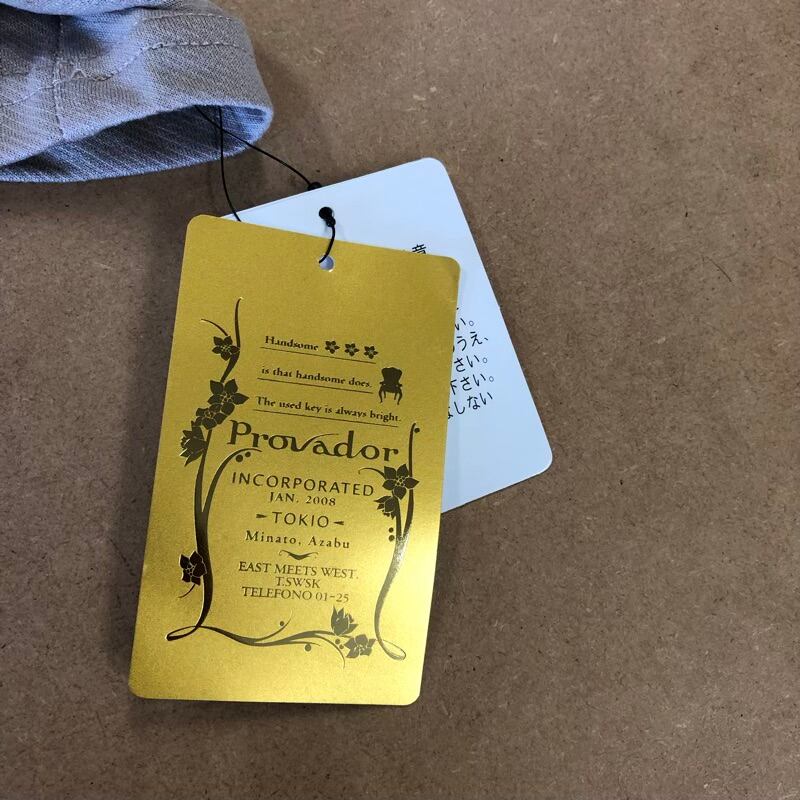 Handsome
is that handsome does.
The used key is always bright.
Provador
INCORPORATED
JAN. 2008
TOKIO
Minato, Azabu
EAST MEETS WEST.
T.SWSK
TELEFONO 01-25
い。
うえ、
さい。
下さい。
しない